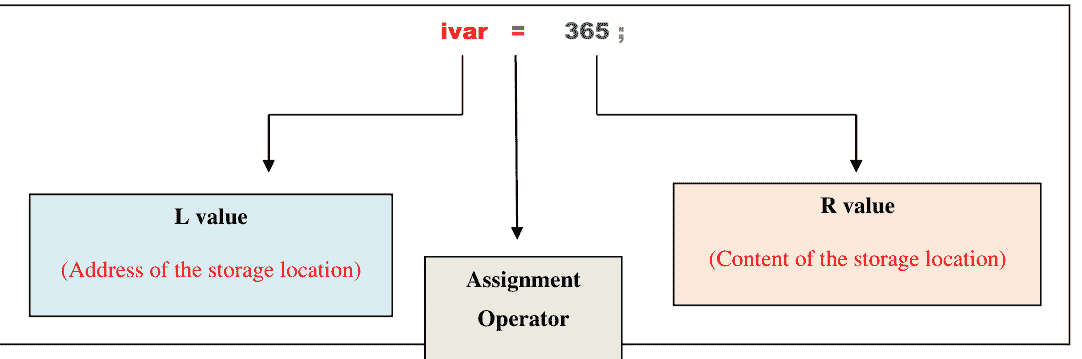 ivar = 365 ;
L value
(Address of the storage location)
Assignment
Operator
R value
(Content of the storage location)